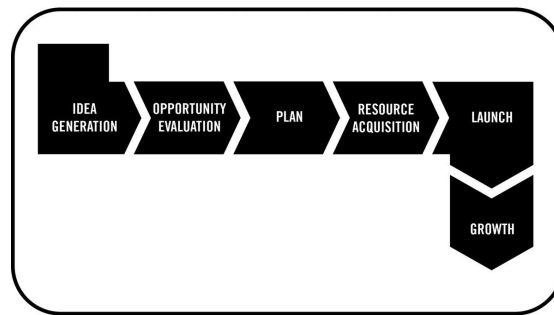 IDEA
GENERATION
OPPORTUNITY
EVALUATION
PLAN
RESOURCE
ACQUISITION
LAUNCH
GROWTH